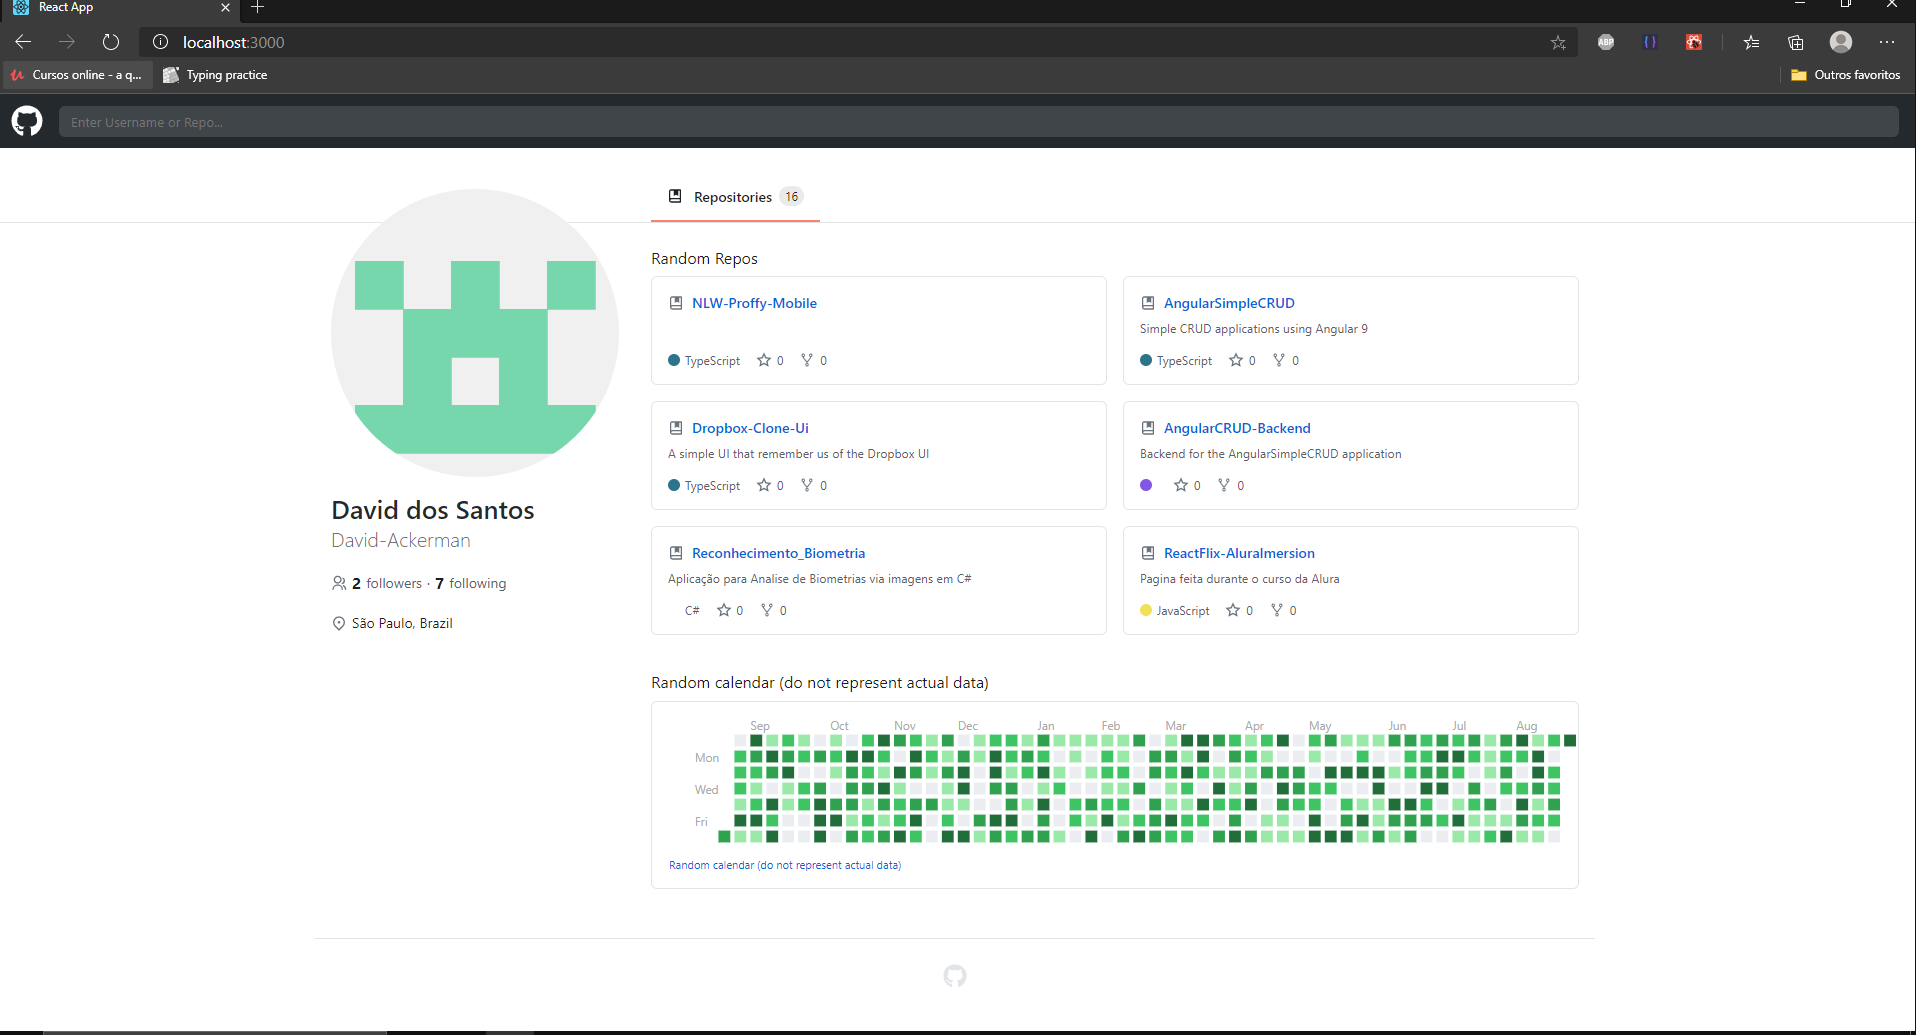 React App
localhost:3000
ABP
Cursos online - a q...
Typing practice
Outros favoritos
Enter Username or Repo...
Repositories 16
David dos Santos
David-Ackerman
2 followers · 7 following
São Paulo, Brazil
Random Repos
NLW-Proffy-Mobile
TypeScript 0 0
AngularSimpleCRUD
Simple CRUD applications using Angular 9
TypeScript 0 0
Dropbox-Clone-Ui
A simple UI that remember us of the Dropbox UI
TypeScript 0 0
AngularCRUD-Backend
Backend for the AngularSimpleCRUD application
0 0
Reconhecimento_Biometria
Aplicação para Analise de Biometrias via imagens em C#
C# 0 0
ReactFlix-AluraImersion
Pagina feita durante o curso da Alura
JavaScript 0 0
Random calendar (do not represent actual data)
Sep Oct Nov Dec Jan Feb Mar Apr May Jun Jul Aug
Mon
Wed
Fri
Random calendar (do not represent actual data)